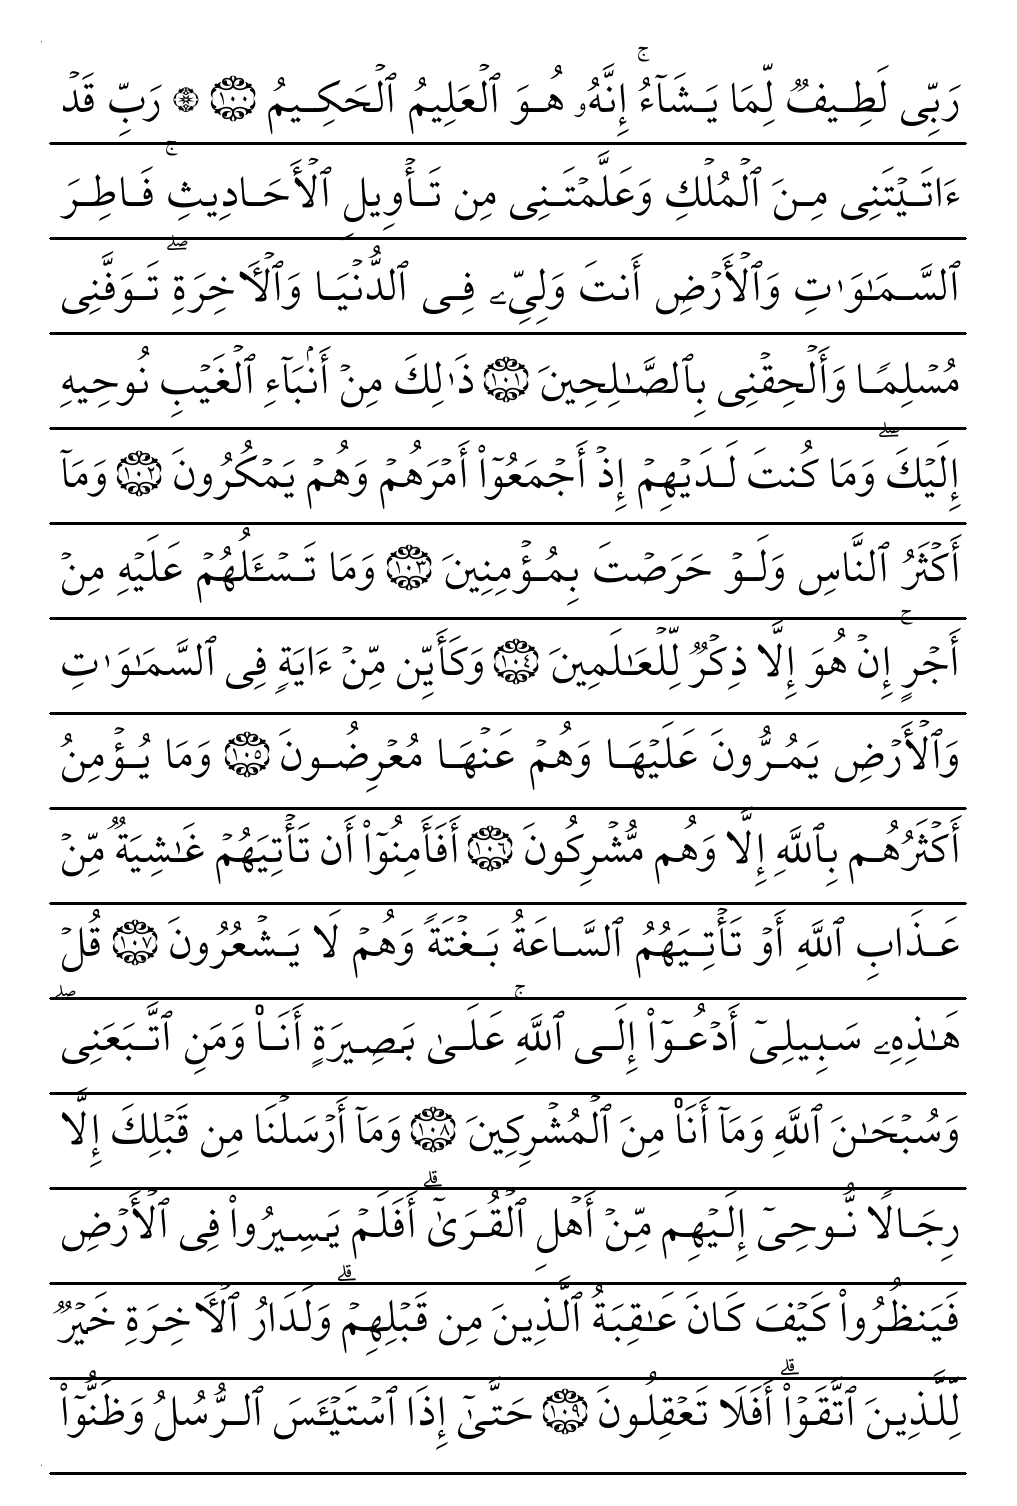 رَبِّى لَطِيفٌۭ لِّمَا يَشَآءُ ۚ إِنَّهُۥ هُوَ ٱلْعَلِيمُ ٱلْحَكِيمُ ١٠٠ ۞ رَبِّ قَدْ
ءَاتَيْتَنِى مِنَ ٱلْمُلْكِ وَعَلَّمْتَنِى مِن تَأْوِيلِ ٱلْأَحَادِيثِ ۚ فَاطِرَ
ٱلسَّمَـٰوَٰتِ وَٱلْأَرْضِ أَنتَ وَلِىِّۦ فِى ٱلدُّنْيَا وَٱلْـَٔاخِرَةِ ۖ تَوَفَّنِى
مُسْلِمًۭا وَأَلْحِقْنِى بِٱلصَّـٰلِحِينَ ١٠١ ذَٰلِكَ مِنْ أَنۢبَآءِ ٱلْغَيْبِ نُوحِيهِ
إِلَيْكَ ۖ وَمَا كُنتَ لَدَيْهِمْ إِذْ أَجْمَعُوٓا۟ أَمْرَهُمْ وَهُمْ يَمْكُرُونَ ١٠٢ وَمَآ
أَكْثَرُ ٱلنَّاسِ وَلَوْ حَرَصْتَ بِمُؤْمِنِينَ ١٠٣ وَمَا تَسْـَٔلُهُمْ عَلَيْهِ مِنْ
أَجْرٍ ۚ إِنْ هُوَ إِلَّا ذِكْرٌۭ لِّلْعَـٰلَمِينَ ١٠٤ وَكَأَيِّن مِّنْ ءَايَةٍۢ فِى ٱلسَّمَـٰوَٰتِ
وَٱلْأَرْضِ يَمُرُّونَ عَلَيْهَا وَهُمْ عَنْهَا مُعْرِضُونَ ١٠٥ وَمَا يُؤْمِنُ
أَكْثَرُهُم بِٱللَّهِ إِلَّا وَهُم مُّشْرِكُونَ ١٠٦ أَفَأَمِنُوٓا۟ أَن تَأْتِيَهُمْ غَـٰشِيَةٌۭ مِّنْ
عَذَابِ ٱللَّهِ أَوْ تَأْتِيَهُمُ ٱلسَّاعَةُ بَغْتَةًۭ وَهُمْ لَا يَشْعُرُونَ ١٠٧ قُلْ
هَـٰذِهِۦ سَبِيلِىٓ أَدْعُوٓا۟ إِلَى ٱللَّهِ ۚ عَلَىٰ بَصِيرَةٍ أَنَا۠ وَمَنِ ٱتَّبَعَنِى ۖ
وَسُبْحَـٰنَ ٱللَّهِ وَمَآ أَنَا۠ مِنَ ٱلْمُشْرِكِينَ ١٠٨ وَمَآ أَرْسَلْنَا مِن قَبْلِكَ إِلَّا
رِجَالًۭا نُّوحِىٓ إِلَيْهِم مِّنْ أَهْلِ ٱلْقُرَىٰٓ ۗ أَفَلَمْ يَسِيرُوا۟ فِى ٱلْأَرْضِ
فَيَنظُرُوا۟ كَيْفَ كَانَ عَـٰقِبَةُ ٱلَّذِينَ مِن قَبْلِهِمْ ۗ وَلَدَارُ ٱلْـَٔاخِرَةِ خَيْرٌۭ
لِّلَّذِينَ ٱتَّقَوْا۟ ۗ أَفَلَا تَعْقِلُونَ ١٠٩ حَتَّىٰٓ إِذَا ٱسْتَيْـَٔسَ ٱلرُّسُلُ وَظَنُّوٓا۟